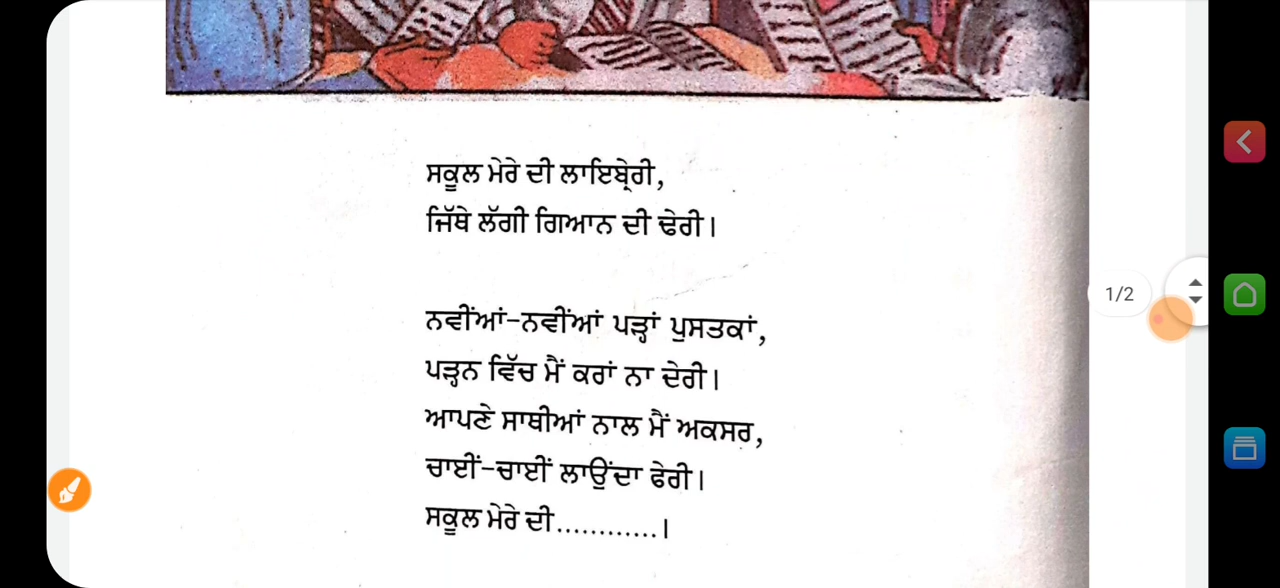 ਸਕੂਲ ਮੇਰੇ ਦੀ ਲਾਇਬ੍ਰੇਰੀ,
ਜਿੱਥੇ ਲੱਗੀ ਗਿਆਨ ਦੀ ਢੇਰੀ।
1/2
ਨਵੀਂਆਂ-ਨਵੀਂਆਂ ਪੜ੍ਹਾਂ ਪੁਸਤਕਾਂ,
ਪੜ੍ਹਨ ਵਿੱਚ ਮੈਂ ਕਰਾਂ ਨਾ ਦੇਰੀ।
ਆਪਣੇ ਸਾਥੀਆਂ ਨਾਲ ਮੈਂ ਅਕਸਰ,
ਚਾਈਂ-ਚਾਈਂ ਲਾਉਂਦਾ ਫੇਰੀ।
ਸਕੂਲ ਮੇਰੇ ਦੀ............।